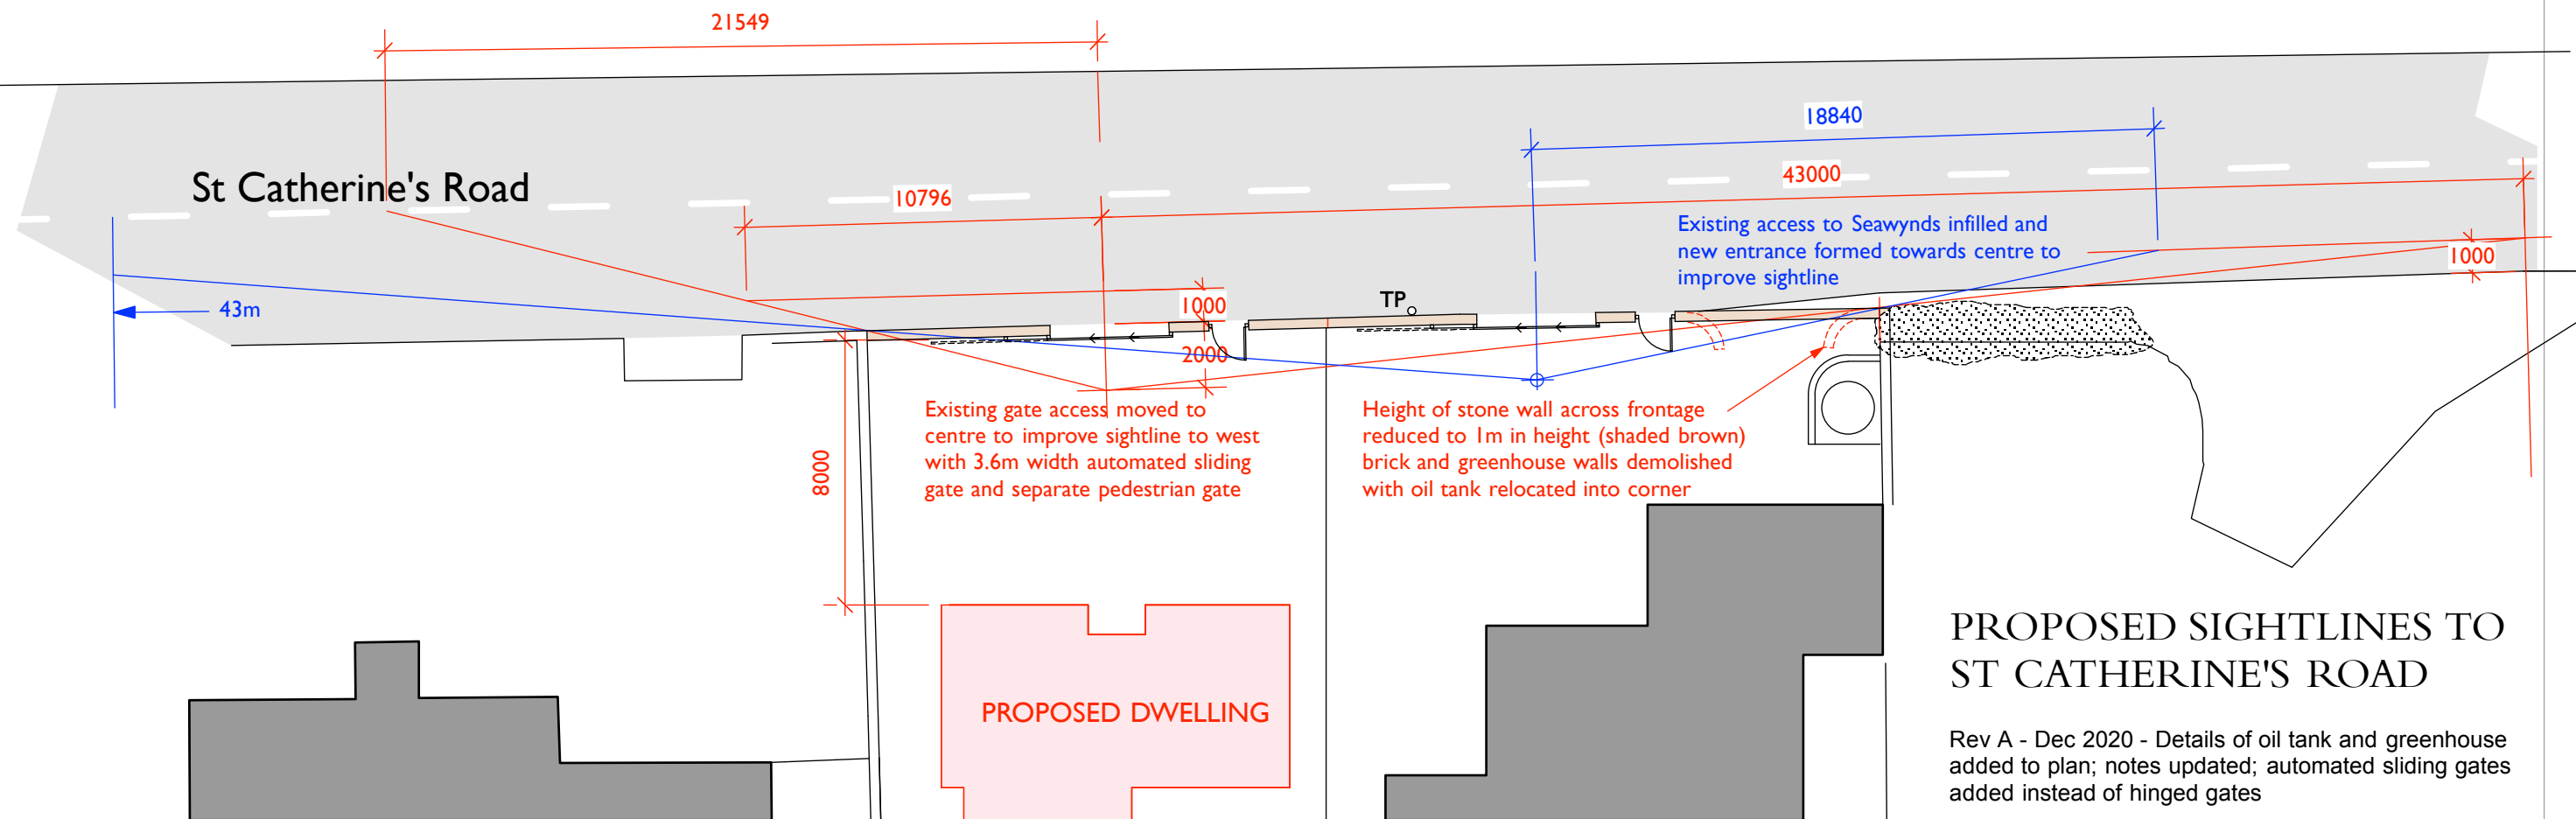 21549
18840
43000
St Catherine's Road
10796
Existing access to Seawynds infilled and
new entrance formed towards centre to
improve sightline
1000
43m
1000
TP
2000
Existing gate access moved to
centre to improve sightline to west
with 3.6m width automated sliding
gate and separate pedestrian gate
Height of stone wall across frontage
reduced to 1m in height (shaded brown)
brick and greenhouse walls demolished
with oil tank relocated into corner
8000
PROPOSED DWELLING
PROPOSED SIGHTLINES TO
ST CATHERINE'S ROAD
Rev A - Dec 2020 - Details of oil tank and greenhouse
added to plan; notes updated; automated sliding gates
added instead of hinged gates